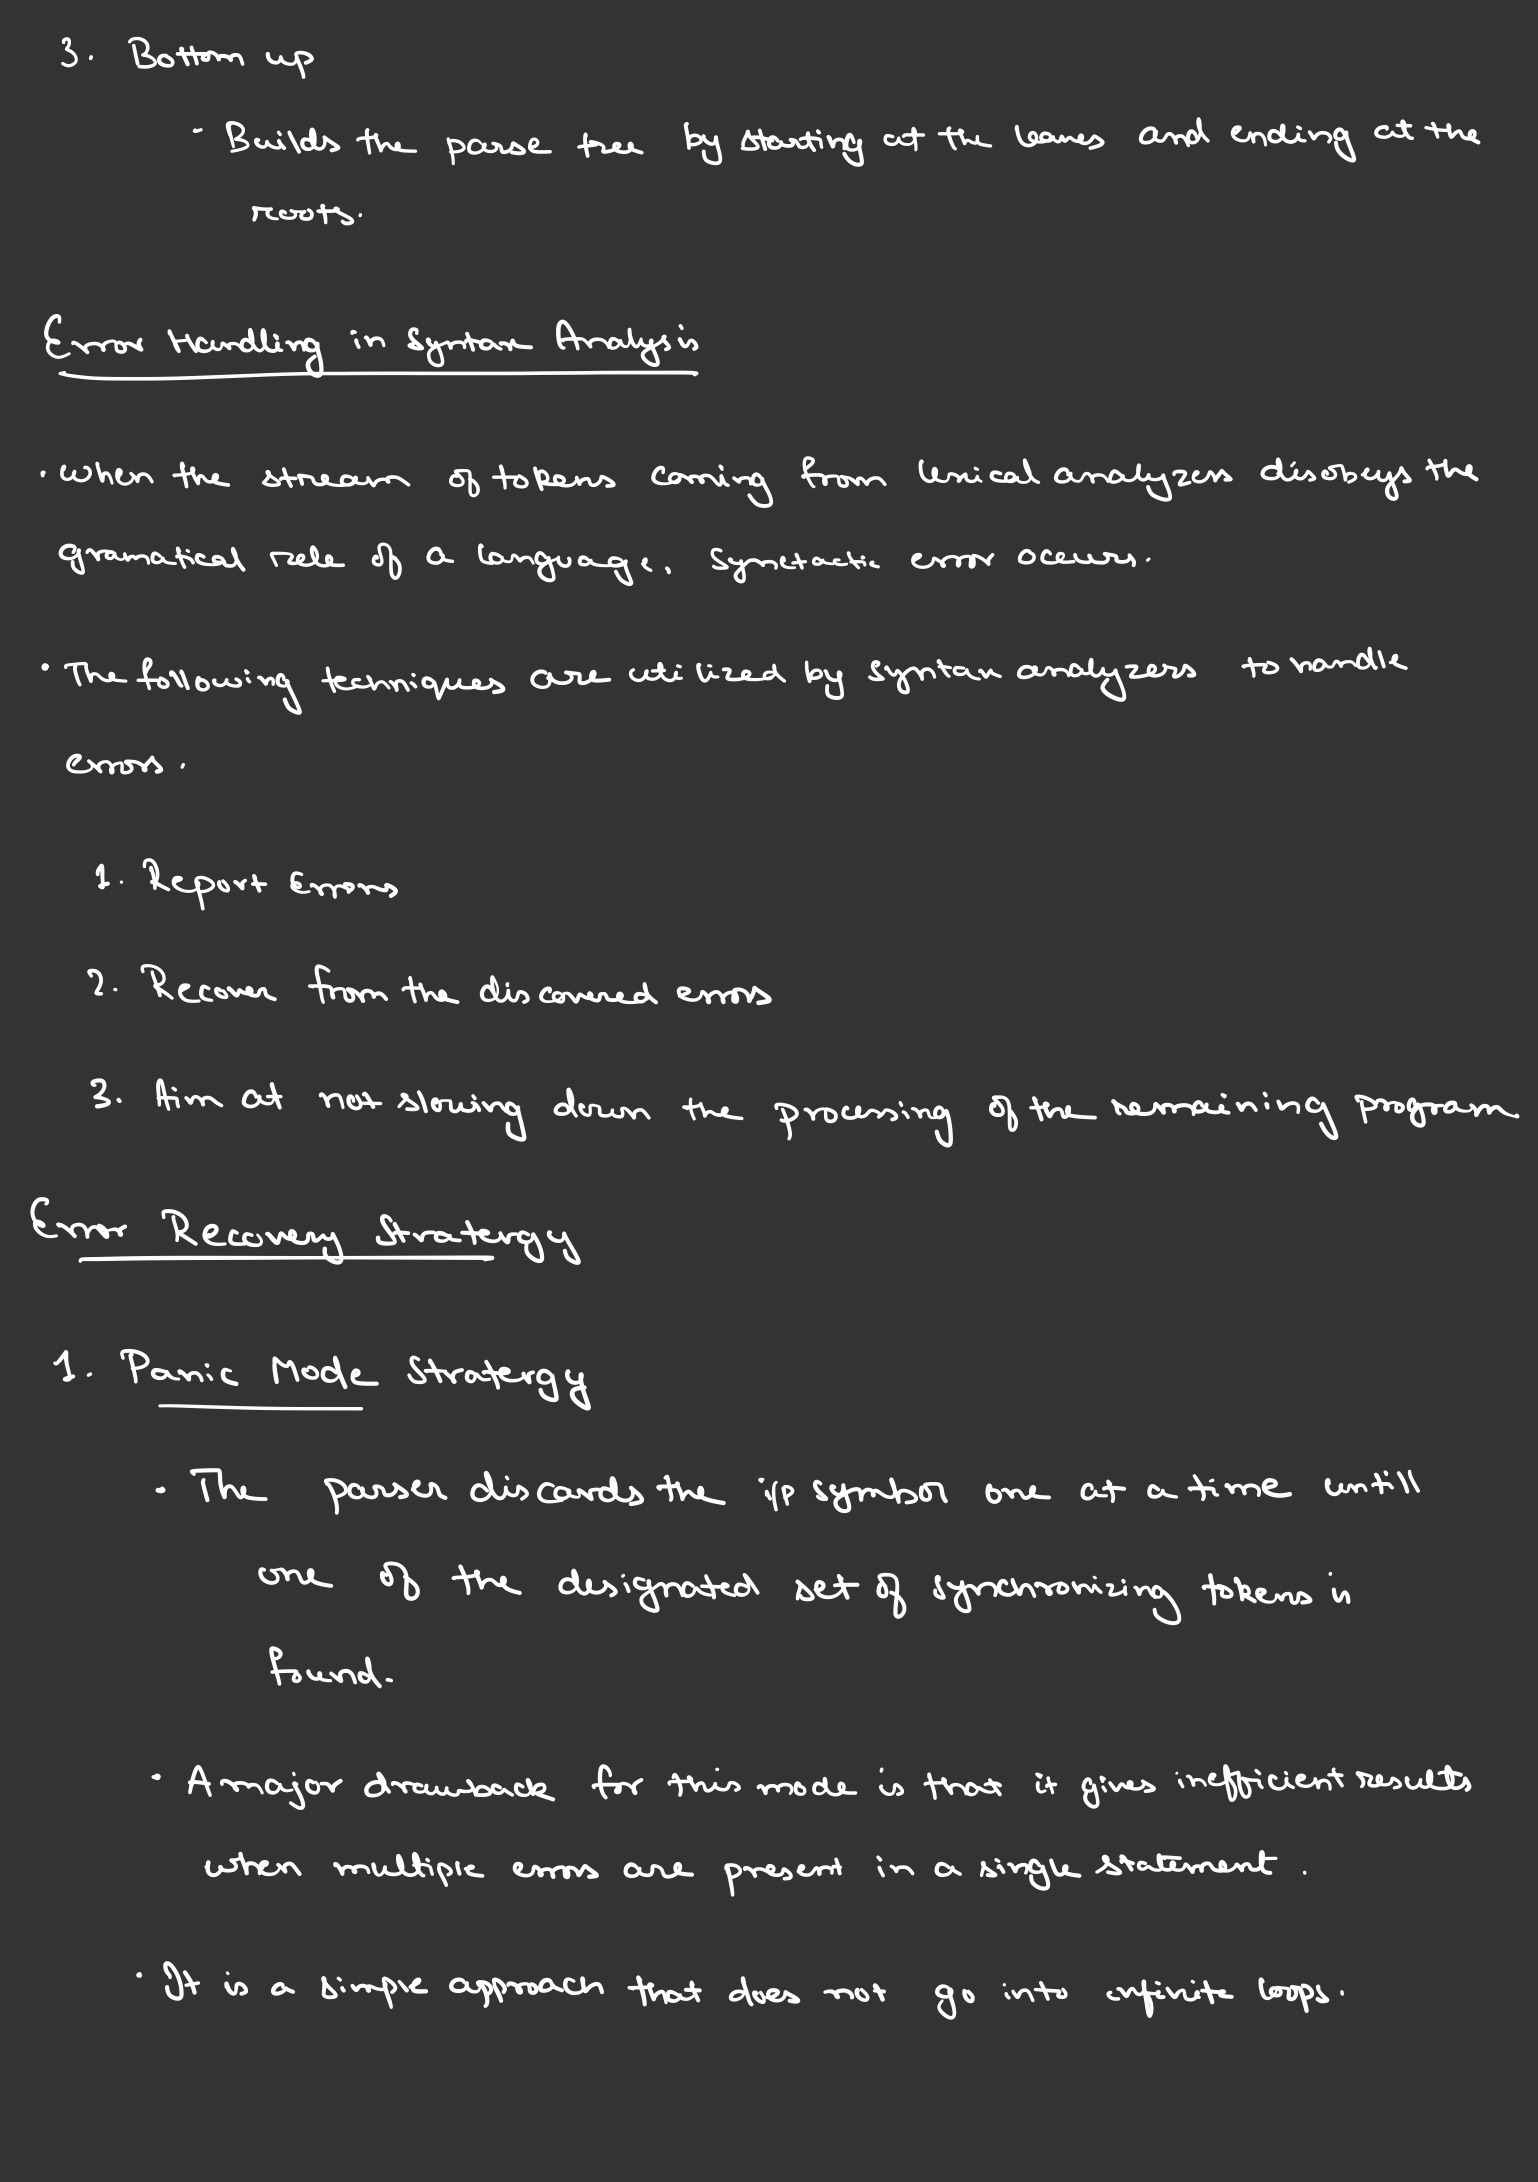 3. Bottom up
· Builds the parse tree by starting at the leaves and ending at the
roots.
Error Handling in Syntax Analysis
· When the stream of tokens coming from lexical analyzers disobeys the
gramatical rule of a language, Synctactic error occurs.
· The following techniques are utilized by syntax analyzers to handle
errors.
1. Report Errors
2. Recover from the discovered errors
3. Aim at not slowing down the processing of the remaining program
Error Recovery Stratergy
1. Panic Mode Stratergy
· The parser discards the i/p symbol one at a time untill
one of the designated set of synchronizing tokens is
found.
· A major drawback for this mode is that it gives inefficient results
when multiple errors are present in a single statement.
· It is a simple approach that does not go into infinite loops.